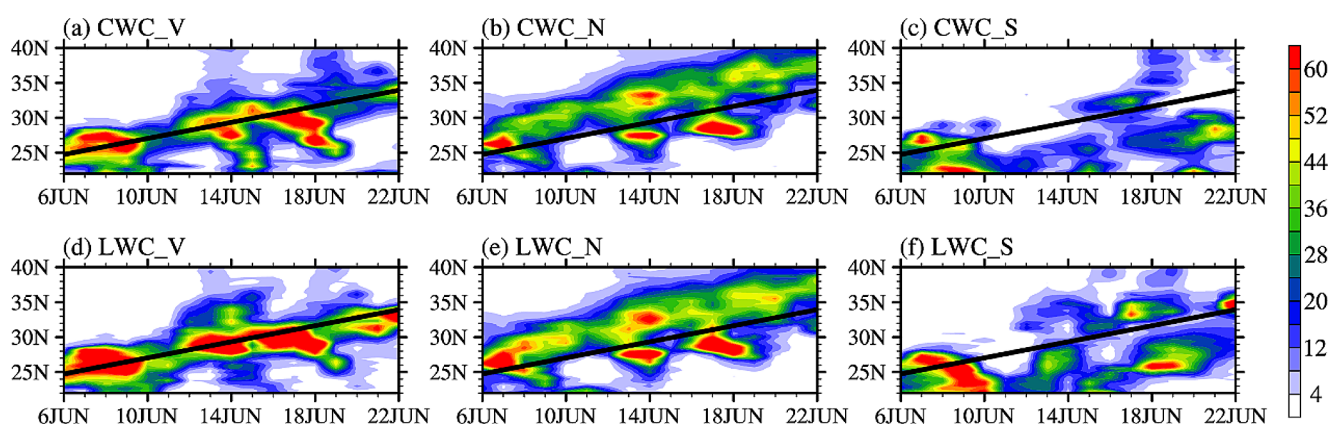 (a) CWC_V (b) CWC_N (c) CWC_S
40N 40N 40N
35N 35N 35N
30N 30N 30N
25N 25N 25N
6JUN 10JUN 14JUN 18JUN 22JUN 6JUN 10JUN 14JUN 18JUN 22JUN 6JUN 10JUN 14JUN 18JUN 22JUN
(d) LWC_V (e) LWC_N (f) LWC_S
40N 40N 40N
35N 35N 35N
30N 30N 30N
25N 25N 25N
6JUN 10JUN 14JUN 18JUN 22JUN 6JUN 10JUN 14JUN 18JUN 22JUN 6JUN 10JUN 14JUN 18JUN 22JUN
60
52
44
36
28
20
12
4